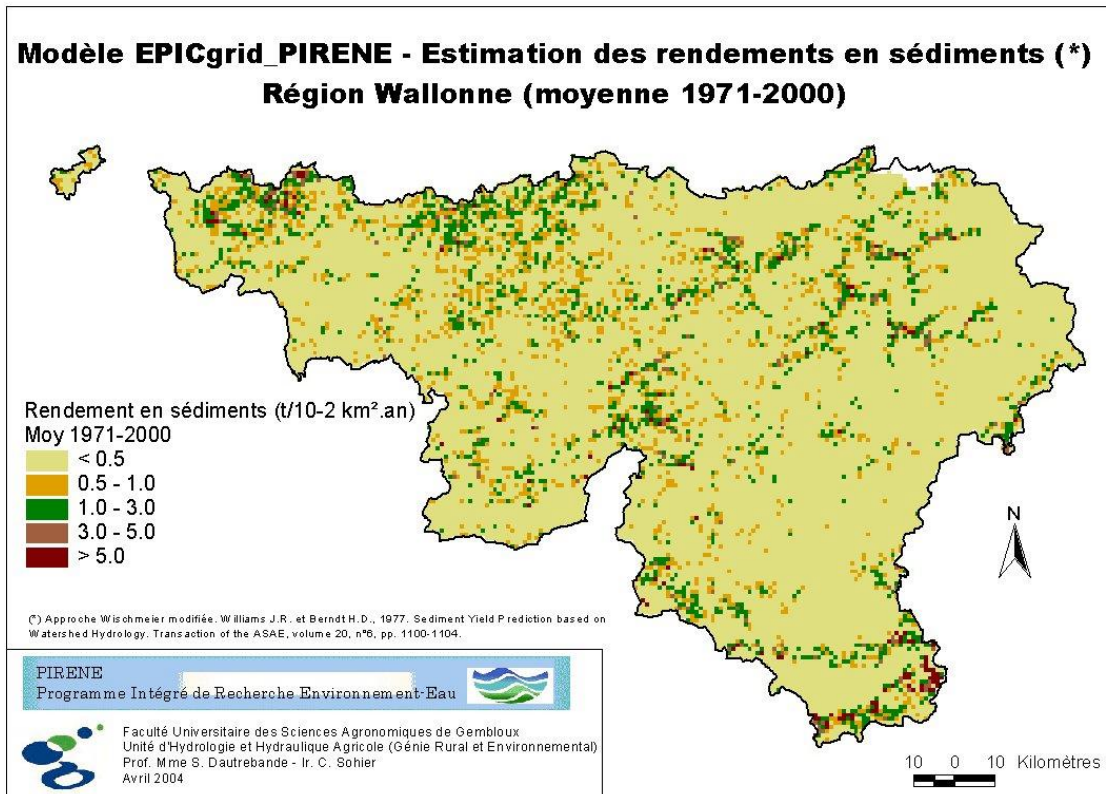 Modèle EPICgrid_PIRENE - Estimation des rendements en sédiments (*)
Région Wallonne (moyenne 1971-2000)
Rendement en sédiments (t/10-2 km².an)
Moy 1971-2000
< 0.5
0.5 - 1.0
1.0 - 3.0
3.0 - 5.0
> 5.0
N
(*) Approche Wischmeier modifiée. Williams J.R. et Berndt H.D., 1977. Sediment Yield Prediction based on
Watershed Hydrology. Transaction of the ASAE, volume 20, n°6, pp. 1100-1104.
PIRENE
Programme Intégré de Recherche Environnement-Eau
Faculté Universitaire des Sciences Agronomiques de Gembloux
Unité d'Hydrologie et Hydraulique Agricole (Génie Rural et Environnemental)
Prof. Mme S. Dautrebande - Ir. C. Sohier
Avril 2004
10 0 10 Kilomètres